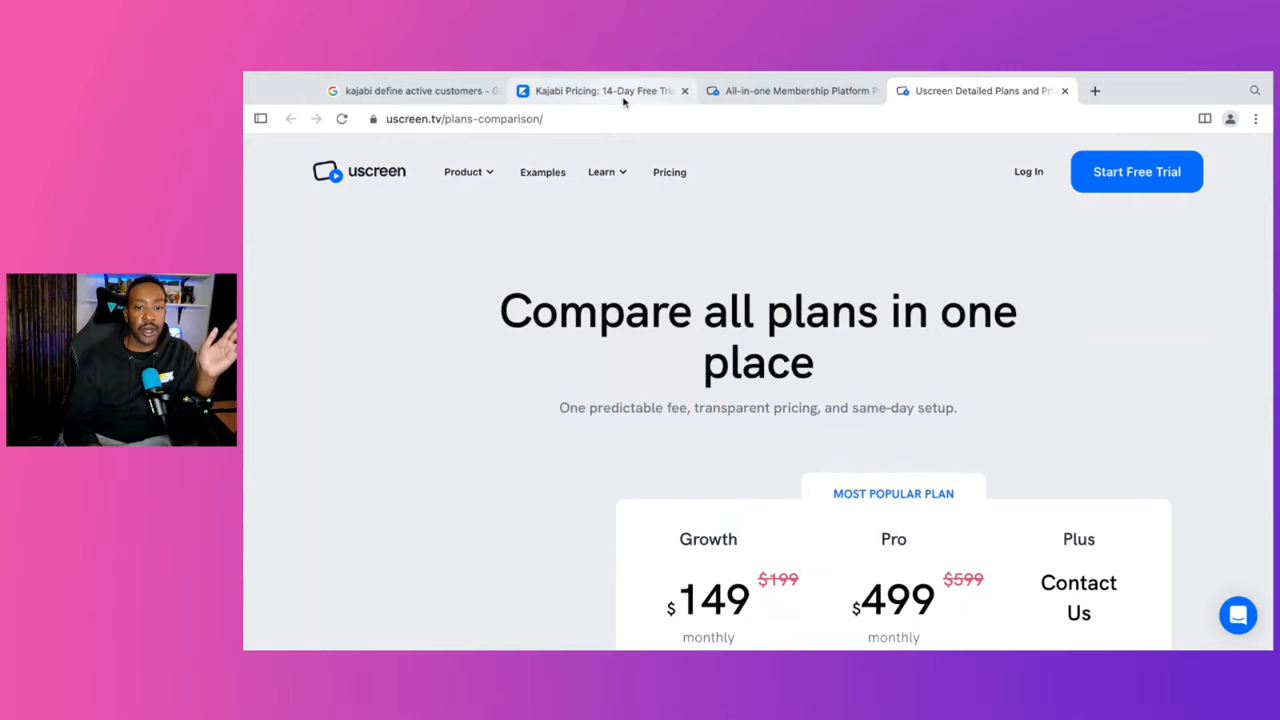 kajabi define active customers - G
Kajabi Pricing: 14-Day Free Tria
All-in-one Membership Platform P
Uscreen Detailed Plans and Pri
uscreen.tv/plans-comparison/
uscreen
Product
Examples
Learn
Pricing
Log In
Start Free Trial
Compare all plans in one
place
One predictable fee, transparent pricing, and same-day setup.
MOST POPULAR PLAN
Growth
Pro
Plus
$149 $199
$499 $599
Contact
Us
monthly
monthly